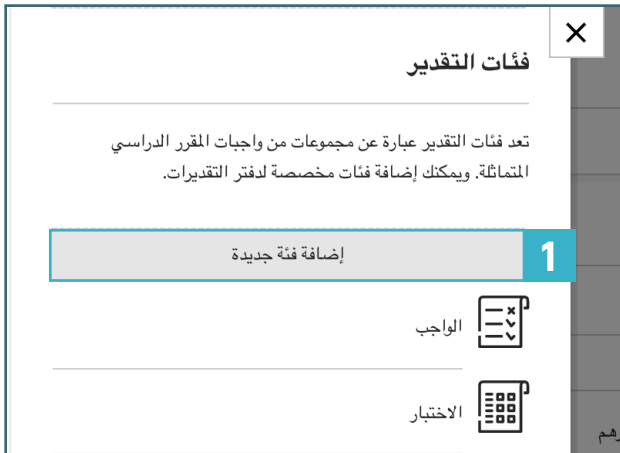 فئات التقدير
تعد فئات التقدير عبارة عن مجموعات من واجبات المقرر الدراسي
المتماثلة. ويمكنك إضافة فئات مخصصة لدفتر التقديرات.
إضافة فئة جديدة
1
الواجب
الاختبار